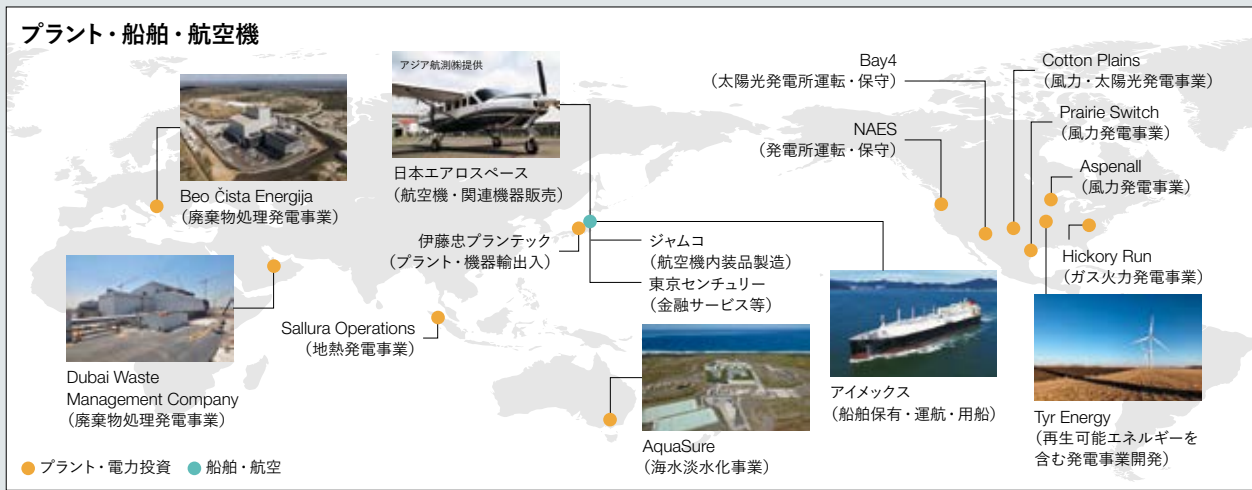 プラント・船舶・航空機
アジア航測㈱提供
Beo Čista Energija
（廃棄物処理発電事業）
日本エアロスペース
（航空機・関連機器販売）
Bay4
（太陽光発電所運転・保守）
NAES
（発電所運転・保守）
Cotton Plains
（風力・太陽光発電事業）
Prairie Switch
（風力発電事業）
Aspenall
（風力発電事業）
Hickory Run
（ガス火力発電事業）
伊藤忠プランテック
（プラント・機器輸出入）
ジャムコ
（航空機内装品製造）
東京センチュリー
（金融サービス等）
Sallura Operations
（地熱発電事業）
Dubai Waste
Management Company
（廃棄物処理発電事業）
AquaSure
（海水淡水化事業）
アイメックス
（船舶保有・運航・用船）
Tyr Energy
（再生可能エネルギーを
含む発電事業開発）
プラント・電力投資
船舶・航空